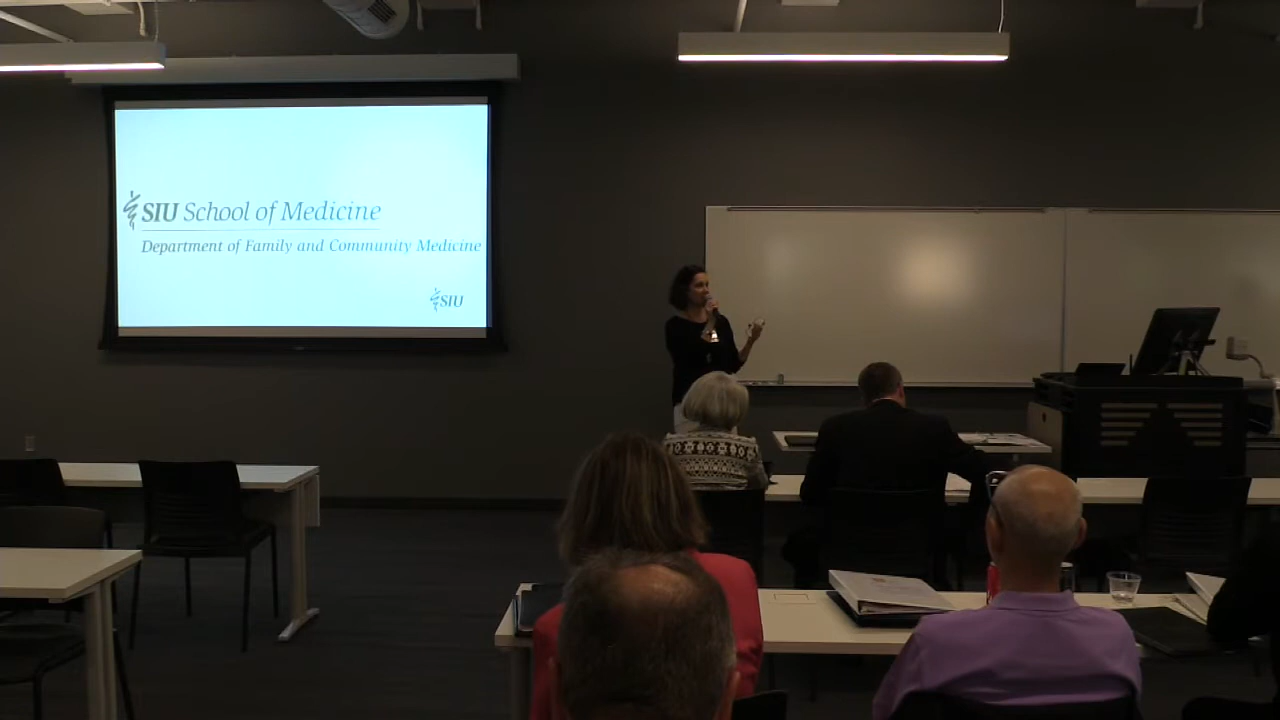 SIU School of Medicine
Department of Family and Community Medicine
SIU